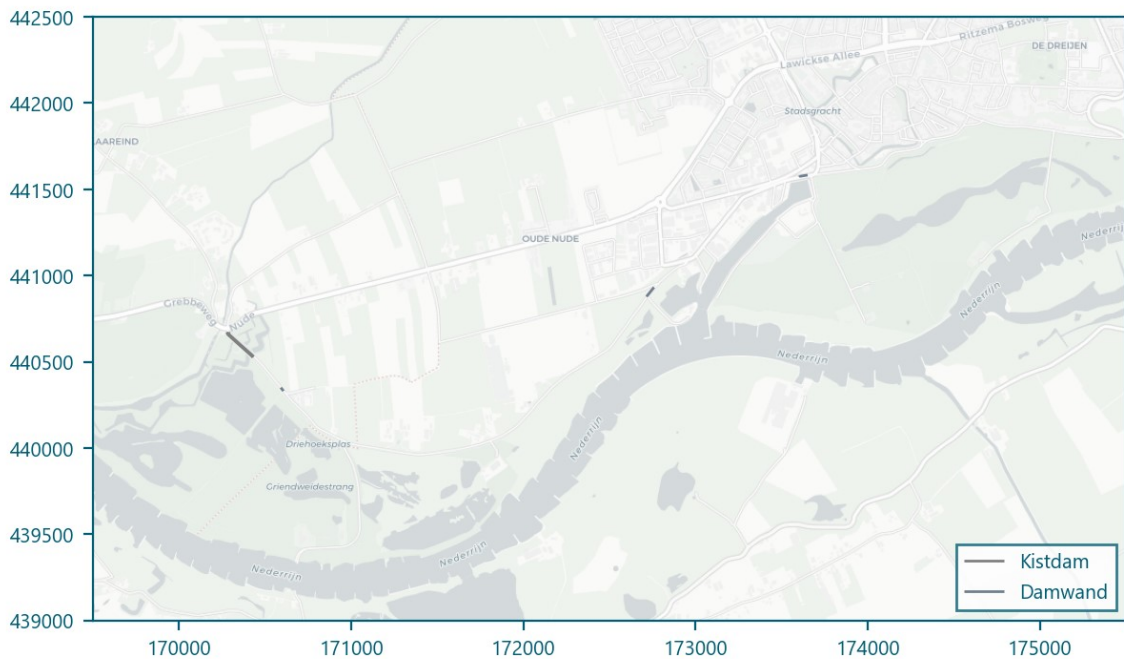 442500
442000
441500
441000
440500
440000
439500
439000
170000
171000
172000
173000
174000
175000
Ritzema Bosweg
DE DREIJEN
Lawickse Allee
Stadsgracht
AAREIND
OUDE NUDE
Nederrijn
Grebbeweg
Nude
Nederrijn
Nederrijn
Nederrijn
Driehoeksplas
Griendweidestrang
Nederrijn
Nederrijn
Kistdam
Damwand